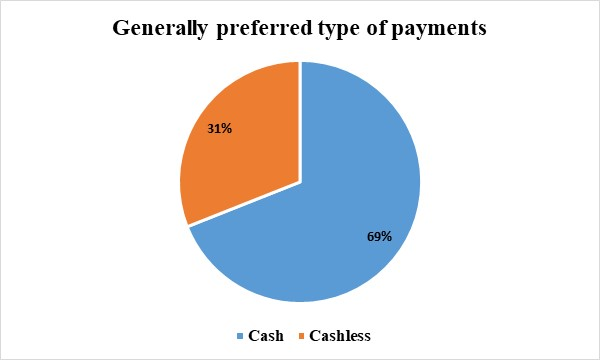 Generally preferred type of payments
31%
69%
Cash Cashless